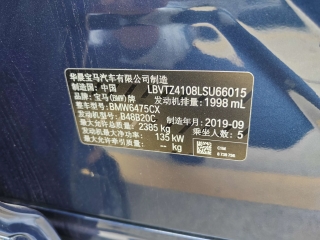 华晨宝马汽车有限公司制造
制造国：中国 LBVTZ4108LSU66015
品牌：宝马(BMW)牌 发动机排量：1998 mL
整车型号：BMW6475CX
发动机型号：B48B20C 制造年月：2019-09
最大允许总质量：2385 kg 乘坐人数：5
发动机最大净功率：135 kW
最大允许牵引质量：-- kg